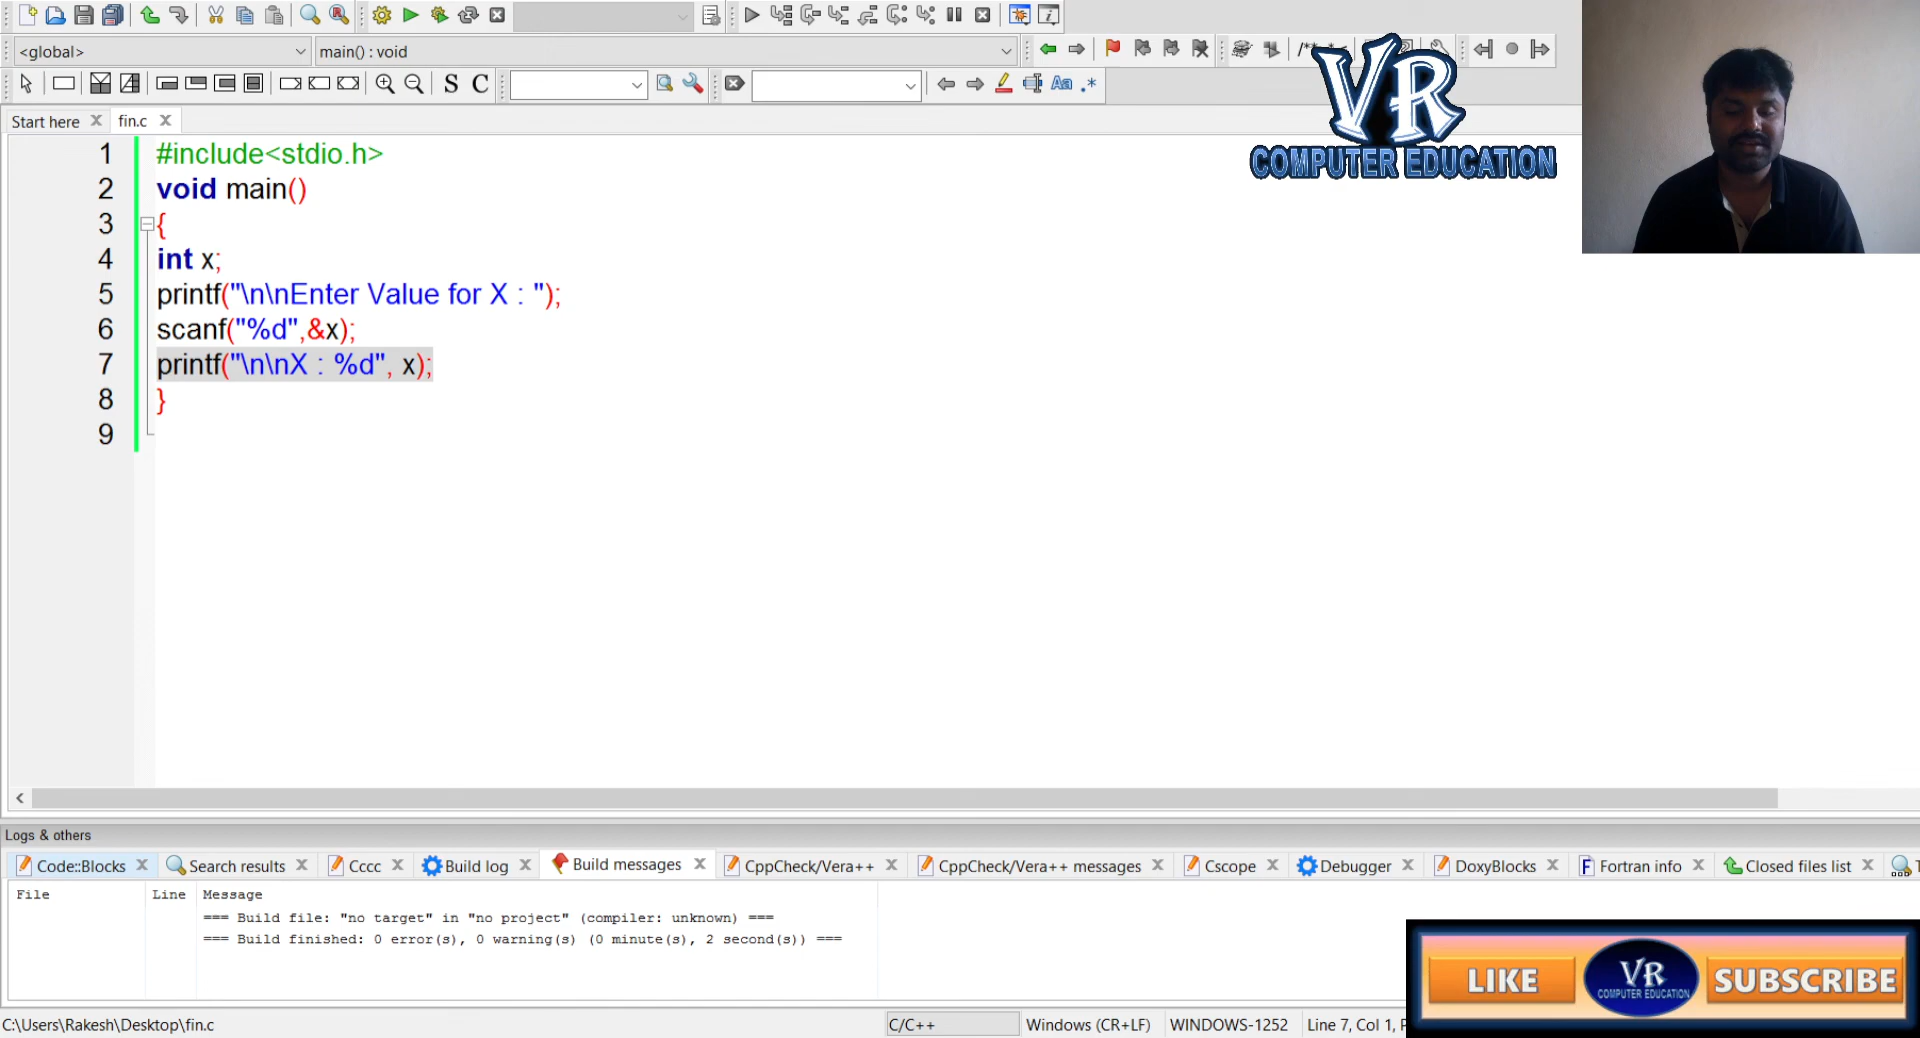 <global>
main() : void
/**
S C
Aa .*
VR
COMPUTER EDUCATION
Start here
fin.c
1 #include<stdio.h>
2 void main()
3 {
4 int x;
5 printf("\n\nEnter Value for X : ");
6 scanf("%d",&x);
7 printf("\n\nX : %d", x);
8 }
9
Logs & others
Code::Blocks
Search results
Cccc
Build log
Build messages
CppCheck/Vera++
CppCheck/Vera++ messages
Cscope
Debugger
DoxyBlocks
Fortran info
Closed files list
File Line Message
=== Build file: "no target" in "no project" (compiler: unknown) ===
=== Build finished: 0 error(s), 0 warning(s) (0 minute(s), 2 second(s)) ===
LIKE
VR
COMPUTER EDUCATION
SUBSCRIBE
C:\Users\Rakesh\Desktop\fin.c
C/C++
Windows (CR+LF)
WINDOWS-1252
Line 7, Col 1,